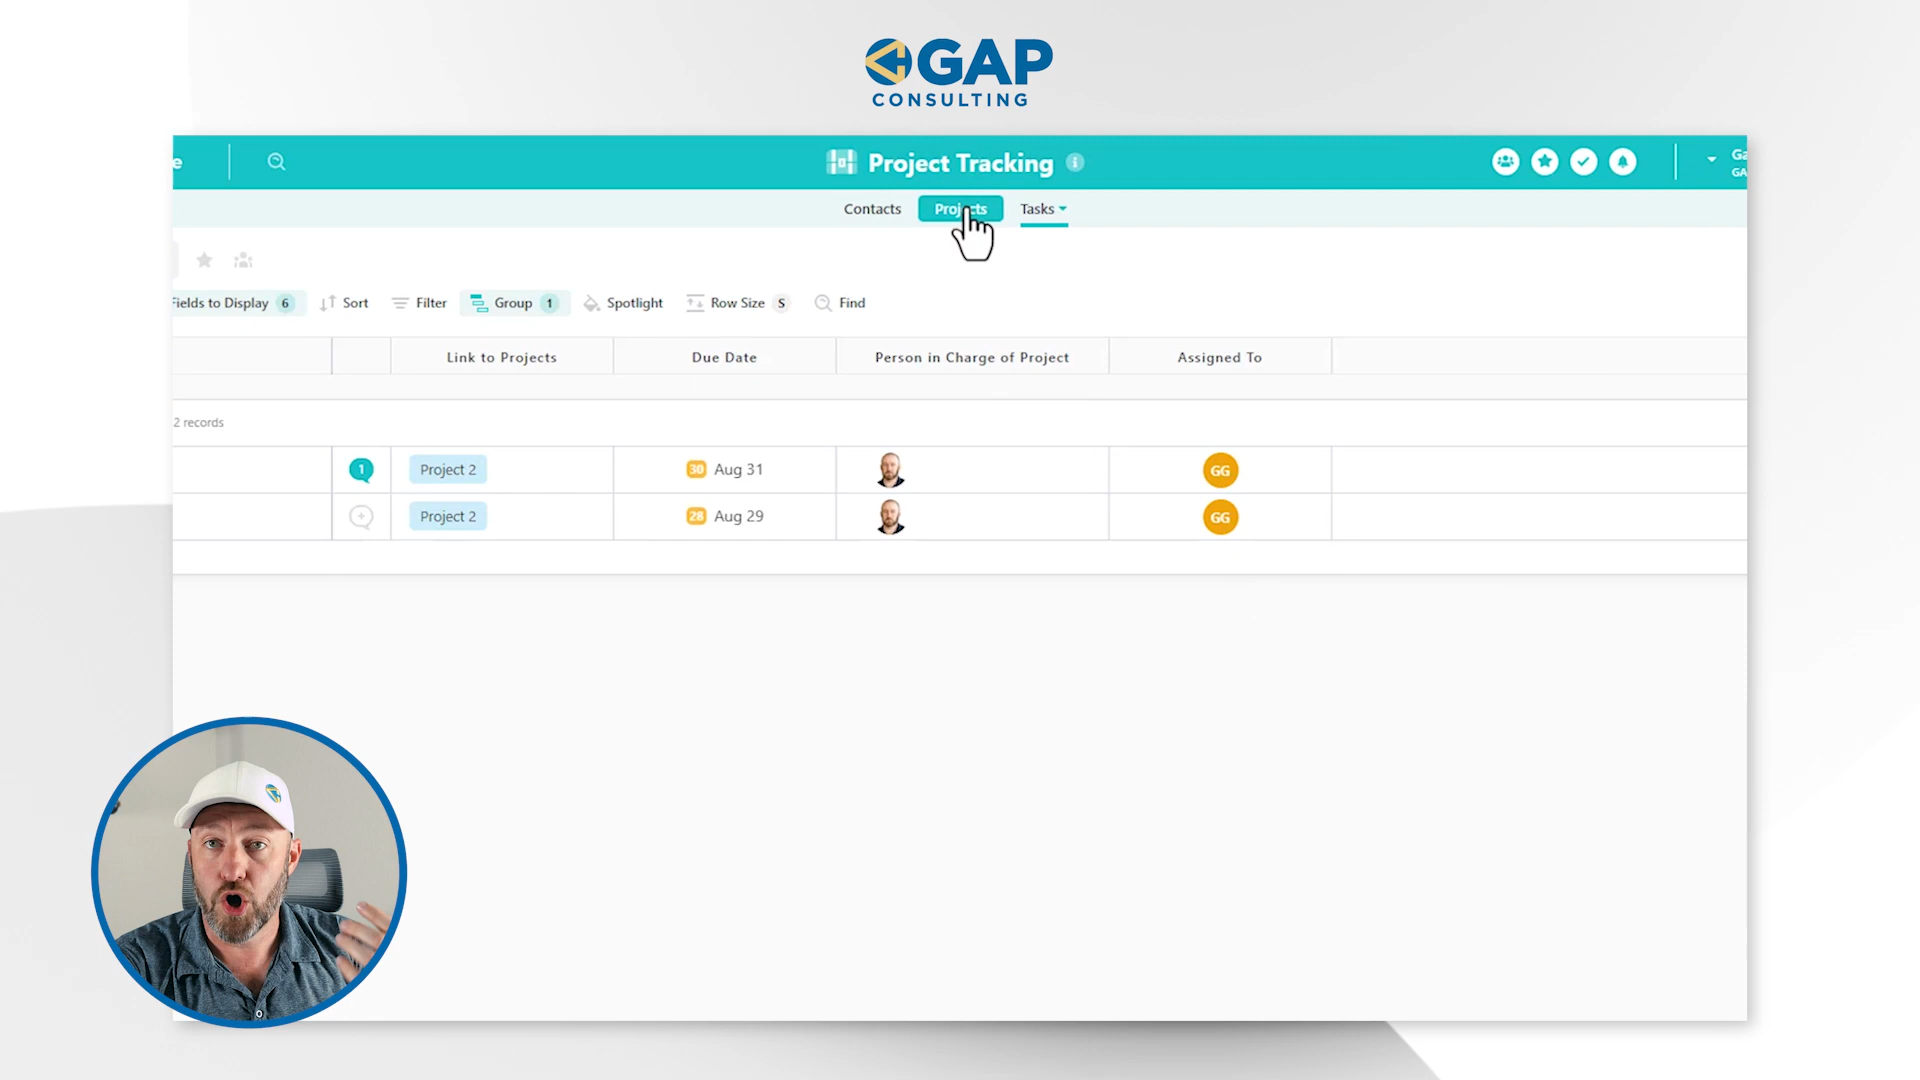 GAP
CONSULTING
e
Project Tracking
Ga
GA
Contacts
Projects
Tasks
Fields to Display 6
Sort
Filter
Group 1
Spotlight
Row Size S
Find
Link to Projects
Due Date
Person in Charge of Project
Assigned To
2 records
1
Project 2
30 Aug 31
GG
Project 2
28 Aug 29
GG